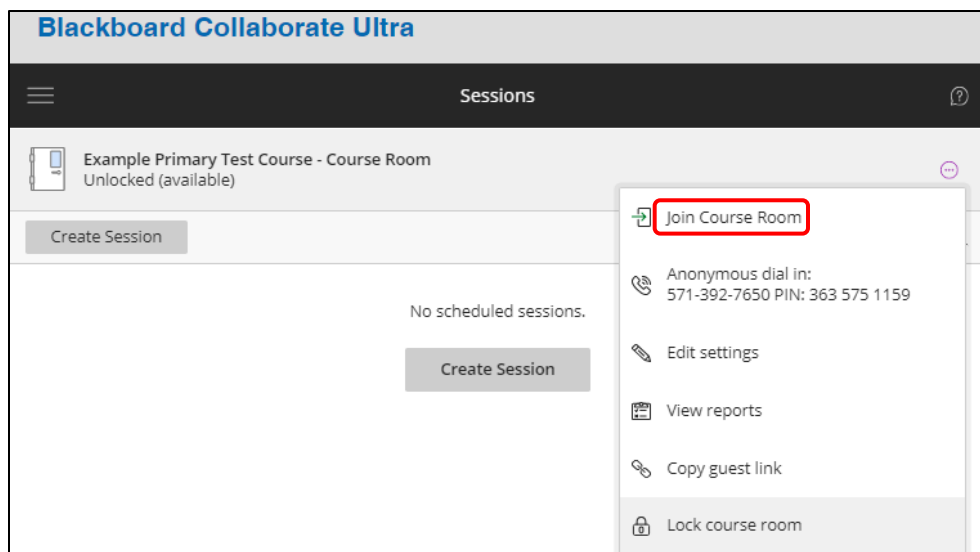 Blackboard Collaborate Ultra
Sessions
Example Primary Test Course - Course Room
Unlocked (available)
Create Session
No scheduled sessions.
Create Session
Join Course Room
Anonymous dial in:
571-392-7650 PIN: 363 575 1159
Edit settings
View reports
Copy guest link
Lock course room